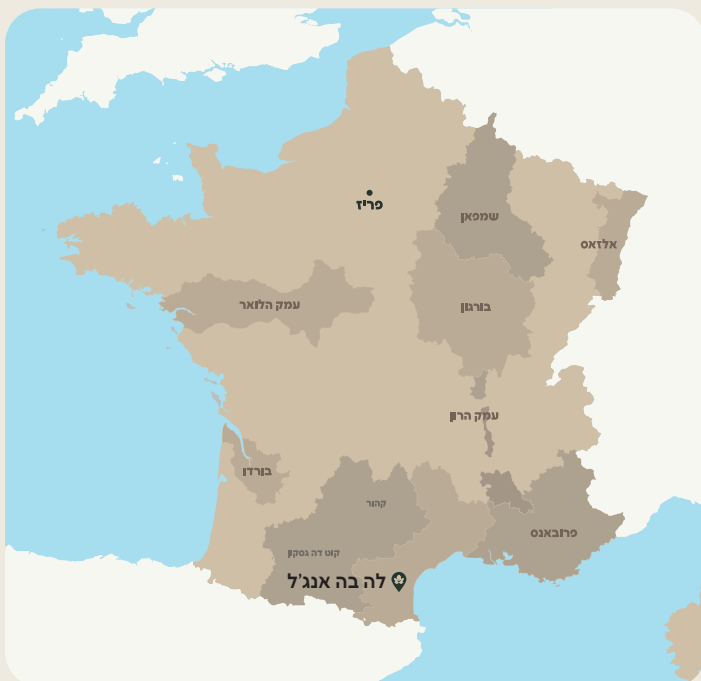 פריז
שמפאן
אלזאס
עמק הלואר
בורגון
עמק הרון
בורדו
קהור
פרובאנס
קוט דה גסקון
לה בה אנג'ל